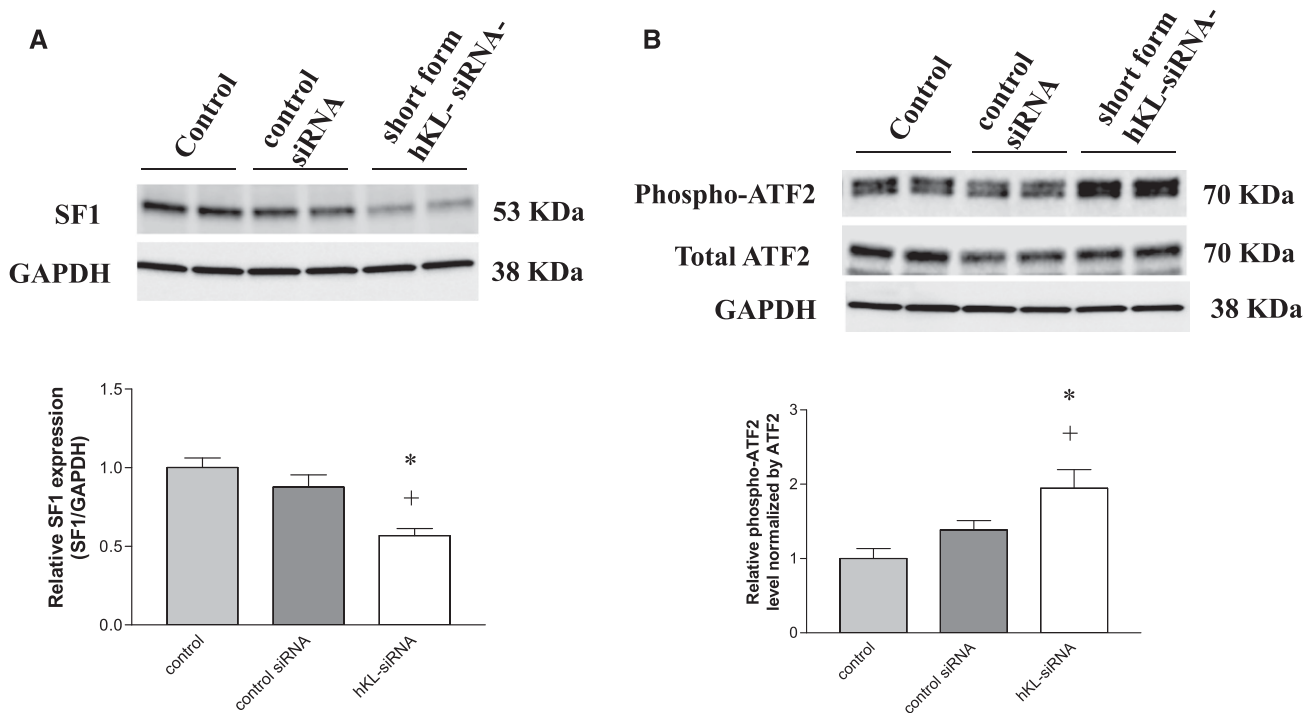 A
Control
control
siRNA
short form
hKL- siRNA-
SF1
53 KDa
GAPDH
38 KDa
Relative SF1 expression
(SF1/GAPDH)
1.5
1.0
0.5
0.0
*
+
control
control siRNA
hKL-siRNA
B
Control
control
siRNA
short form
hKL-siRNA-
Phospho-ATF2
70 KDa
Total ATF2
70 KDa
GAPDH
38 KDa
Relative phospho-ATF2
level normalized by ATF2
3
2
1
0
*
+
control
control siRNA
hKL-siRNA